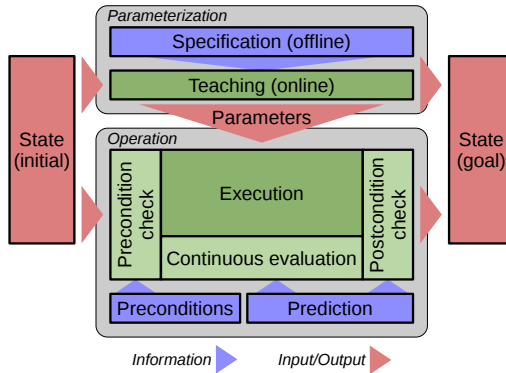 Parameterization
Specification (offline)
Teaching (online)
Parameters
State
(initial)
State
(goal)
Operation
Precondition
check
Execution
Continuous evaluation
Postcondition
check
Preconditions
Prediction
Information
Input/Output